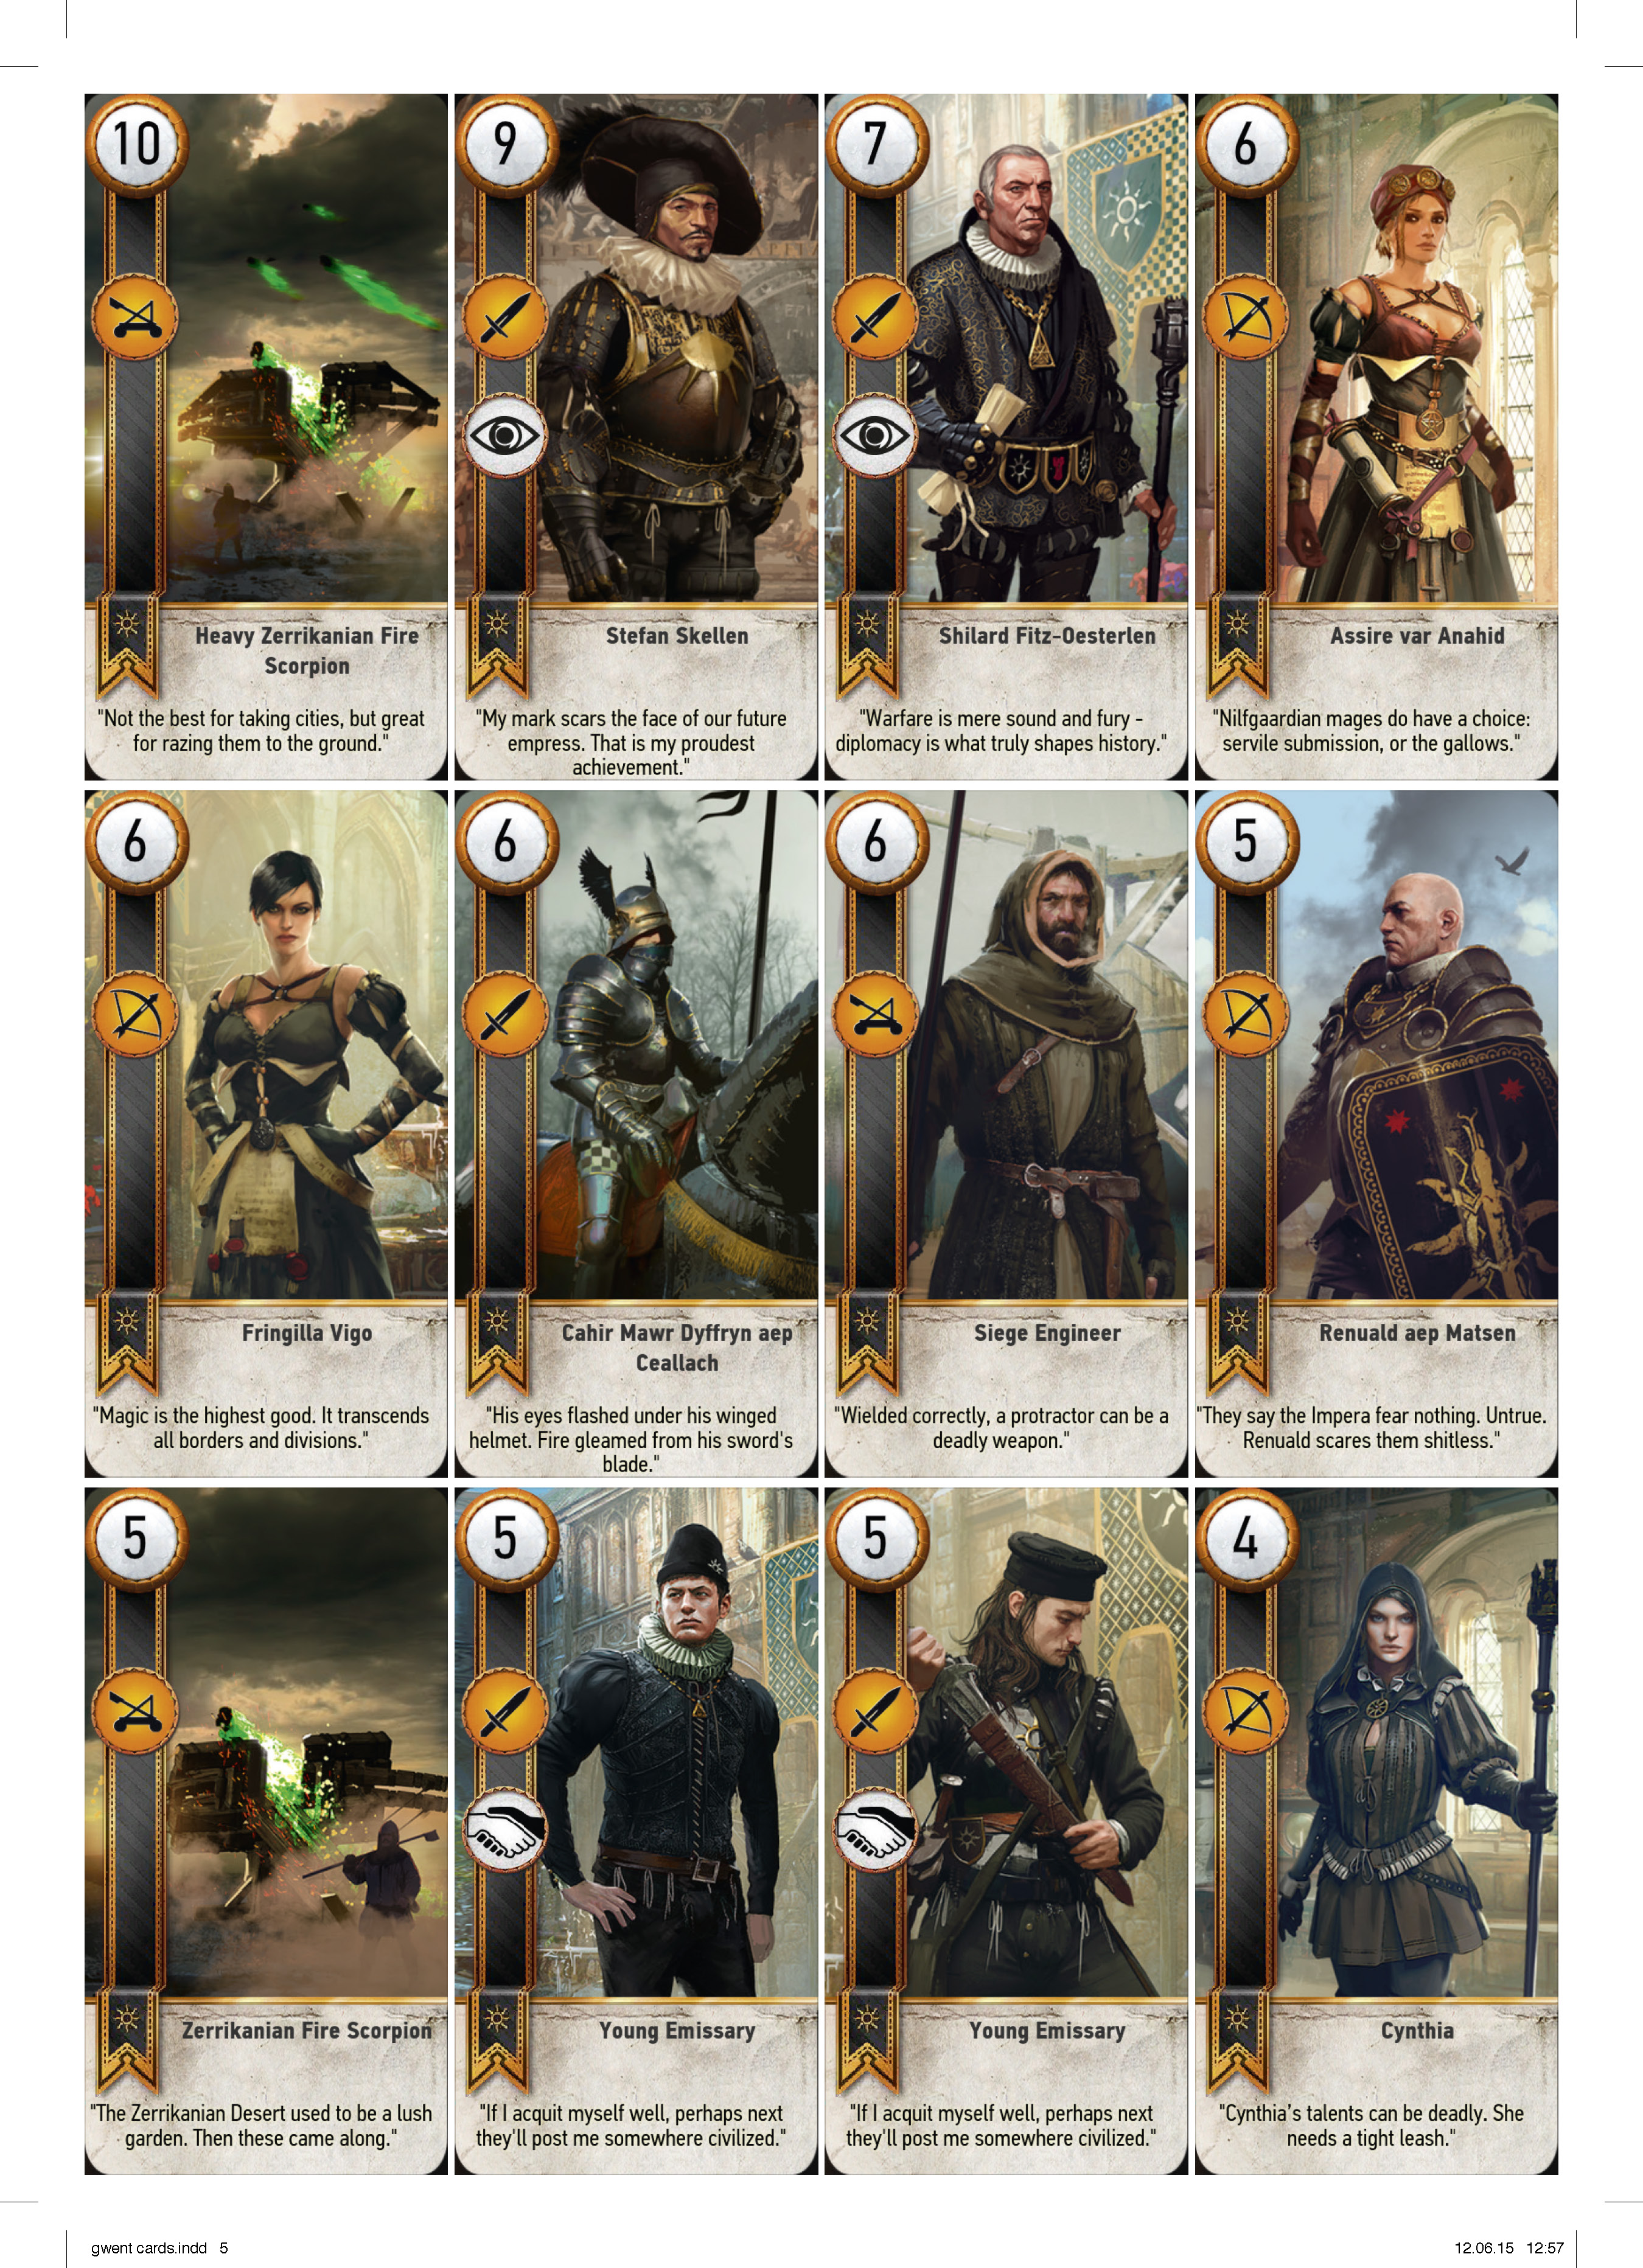 10
Heavy Zerrikanian Fire
Scorpion
"Not the best for taking cities, but great
for razing them to the ground."
9
Stefan Skellen
"My mark scars the face of our future
empress. That is my proudest
achievement."
7
Shilard Fitz-Oesterlen
"Warfare is mere sound and fury -
diplomacy is what truly shapes history."
6
Assire var Anahid
"Nilfgaardian mages do have a choice:
servile submission, or the gallows."
6
Fringilla Vigo
"Magic is the highest good. It transcends
all borders and divisions."
6
Cahir Mawr Dyffryn aep
Ceallach
"His eyes flashed under his winged
helmet. Fire gleamed from his sword's
blade."
6
Siege Engineer
"Wielded correctly, a protractor can be a
deadly weapon."
5
Renuald aep Matsen
"They say the Impera fear nothing. Untrue.
Renuald scares them shitless."
5
Zerrikanian Fire Scorpion
"The Zerrikanian Desert used to be a lush
garden. Then these came along."
5
Young Emissary
"If I acquit myself well, perhaps next
they'll post me somewhere civilized."
5
Young Emissary
"If I acquit myself well, perhaps next
they'll post me somewhere civilized."
4
Cynthia
"Cynthia's talents can be deadly. She
needs a tight leash."
gwent cards.indd 5
12.06.15 12:57